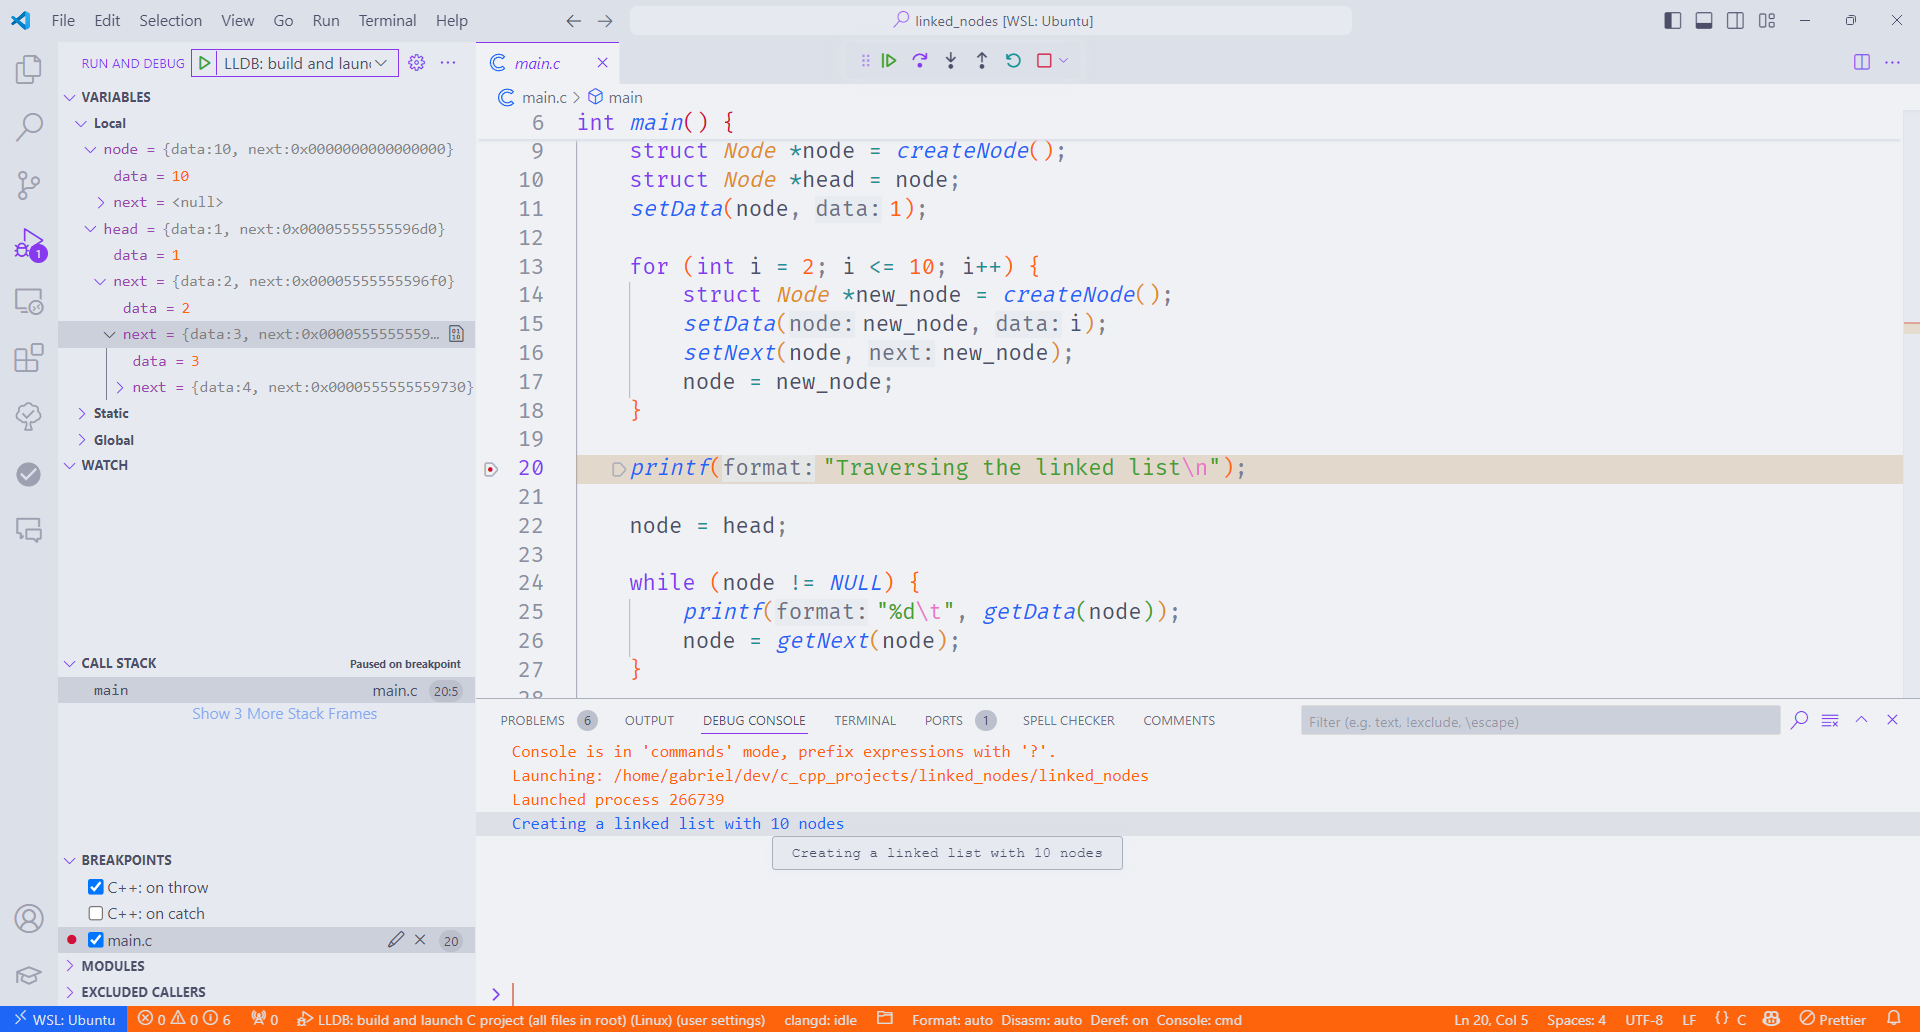 File Edit Selection View Go Run Terminal Help
linked_nodes [WSL: Ubuntu]
RUN AND DEBUG
LLDB: build and laun
main.c
main.c > main
VARIABLES
Local
node = {data:10, next:0x0000000000000000}
data = 10
next = <null>
head = {data:1, next:0x00005555555596d0}
data = 1
next = {data:2, next:0x00005555555596f0}
data = 2
next = {data:3, next:0x0000555555559…
data = 3
next = {data:4, next:0x0000555555559730}
Static
Global
WATCH
CALL STACK
Paused on breakpoint
main
main.c 20:5
Show 3 More Stack Frames
BREAKPOINTS
C++: on throw
C++: on catch
main.c
20
MODULES
EXCLUDED CALLERS
6 int main() {
9 struct Node *node = createNode();
10 struct Node *head = node;
11 setData(node, data: 1);
12
13 for (int i = 2; i <= 10; i++) {
14 struct Node *new_node = createNode();
15 setData(node: new_node, data: i);
16 setNext(node, next: new_node);
17 node = new_node;
18 }
19
20 printf(format: "Traversing the linked list\n");
21
22 node = head;
23
24 while (node != NULL) {
25 printf(format: "%d\t", getData(node));
26 node = getNext(node);
27 }
28
PROBLEMS 6 OUTPUT DEBUG CONSOLE TERMINAL PORTS 1 SPELL CHECKER COMMENTS
Filter (e.g. text, !exclude, \escape)
Console is in 'commands' mode, prefix expressions with '?'.
Launching: /home/gabriel/dev/c_cpp_projects/linked_nodes/linked_nodes
Launched process 266739
Creating a linked list with 10 nodes
Creating a linked list with 10 nodes
>
1
WSL: Ubuntu 0 0 6 0 LLDB: build and launch C project (all files in root) (Linux) (user settings) clangd: idle Format: auto Disasm: auto Deref: on Console: cmd Ln 20, Col 5 Spaces: 4 UTF-8 LF {} C Prettier